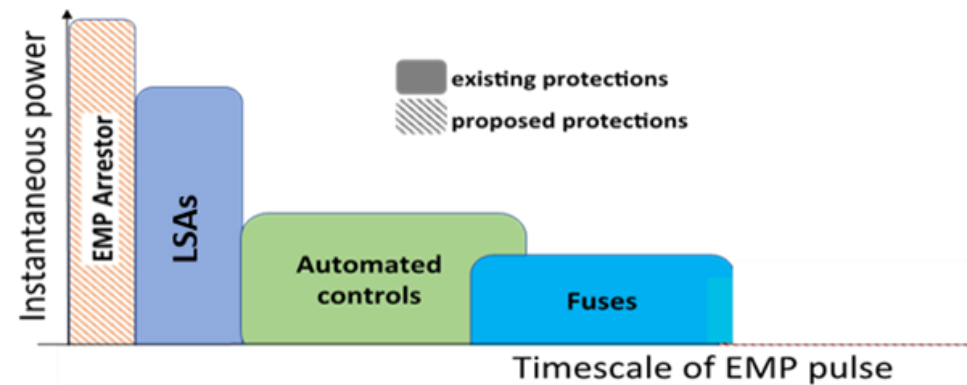 Instantaneous power
EMP Arrestor
LSAs
Automated
controls
Fuses
existing protections
proposed protections
Timescale of EMP pulse